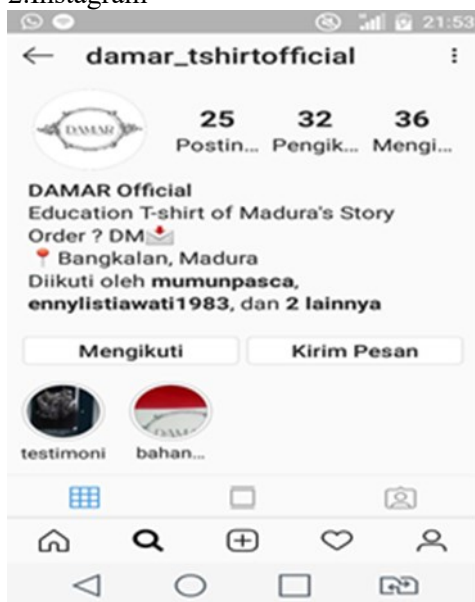 2.Instagram
21:53
damar_tshirtofficial
DAMAR
25 32 36
Postin... Pengik... Mengi...
DAMAR Official
Education T-shirt of Madura's Story
Order ? DM📩
📍 Bangkalan, Madura
Diikuti oleh mumunpasca,
ennylistiawati1983, dan 2 lainnya
Mengikuti Kirim Pesan
DAMAR
testimoni bahan...